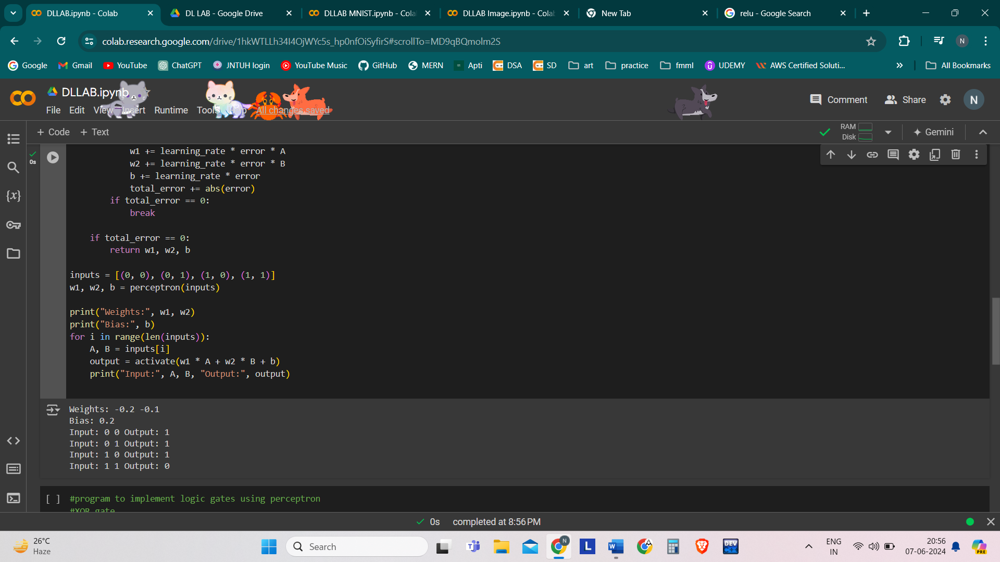 DLLAB.ipynb - Colab
DL LAB - Google Drive
DLLAB MNIST.ipynb - Cola
DLLAB Image.ipynb - Colab
New Tab
relu - Google Search
colab.research.google.com/drive/1hkWTLLh34I4OjWYc5s_hp0nfOiSyfirS#scrollTo=MD9qBQmolm2S
N
Google
Gmail
YouTube
ChatGPT
JNTUH login
YouTube Music
GitHub
MERN
Apti
DSA
SD
art
practice
fmml
UDEMY
AWS Certified Soluti...
All Bookmarks
DLLAB.ipynb
File Edit View Insert Runtime Tools
All changes saved
Comment
Share
N
+ Code + Text
RAM
Disk
Gemini
0s
w1 += learning_rate * error * A
w2 += learning_rate * error * B
b += learning_rate * error
total_error += abs(error)
if total_error == 0:
break
if total_error == 0:
return w1, w2, b
inputs = [(0, 0), (0, 1), (1, 0), (1, 1)]
w1, w2, b = perceptron(inputs)
print("Weights:", w1, w2)
print("Bias:", b)
for i in range(len(inputs)):
A, B = inputs[i]
output = activate(w1 * A + w2 * B + b)
print("Input:", A, B, "Output:", output)
Weights: -0.2 -0.1
Bias: 0.2
Input: 0 0 Output: 1
Input: 0 1 Output: 1
Input: 1 0 Output: 1
Input: 1 1 Output: 0
[ ] #program to implement logic gates using perceptron
#XOR gate
0s completed at 8:56 PM
26°C
Haze
Search
ENG
IN
20:56
07-06-2024